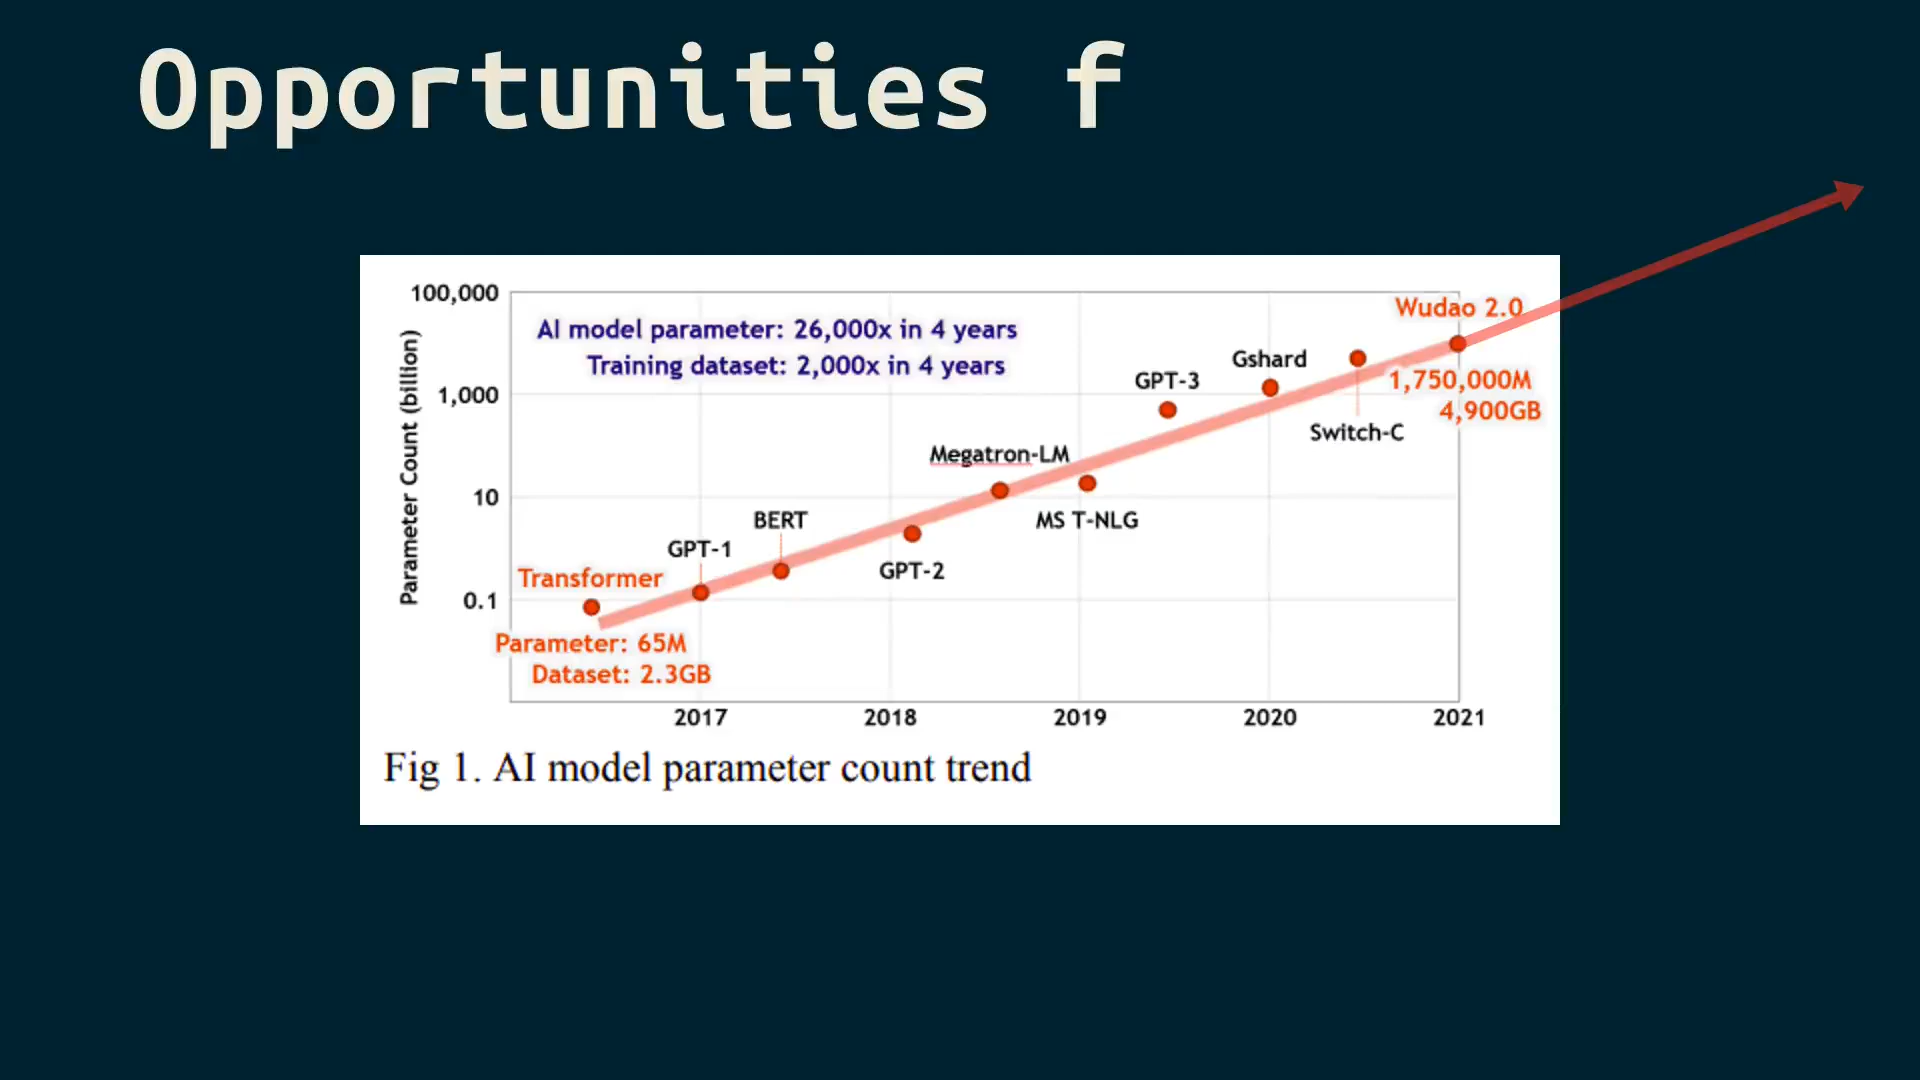 Opportunities f
100,000
1,000
10
0.1
Parameter Count (billion)
AI model parameter: 26,000x in 4 years
Training dataset: 2,000x in 4 years
Wudao 2.0
1,750,000M
4,900GB
Gshard
GPT-3
Switch-C
Megatron-LM
MS T-NLG
BERT
GPT-1
GPT-2
Transformer
Parameter: 65M
Dataset: 2.3GB
2017 2018 2019 2020 2021
Fig 1. AI model parameter count trend